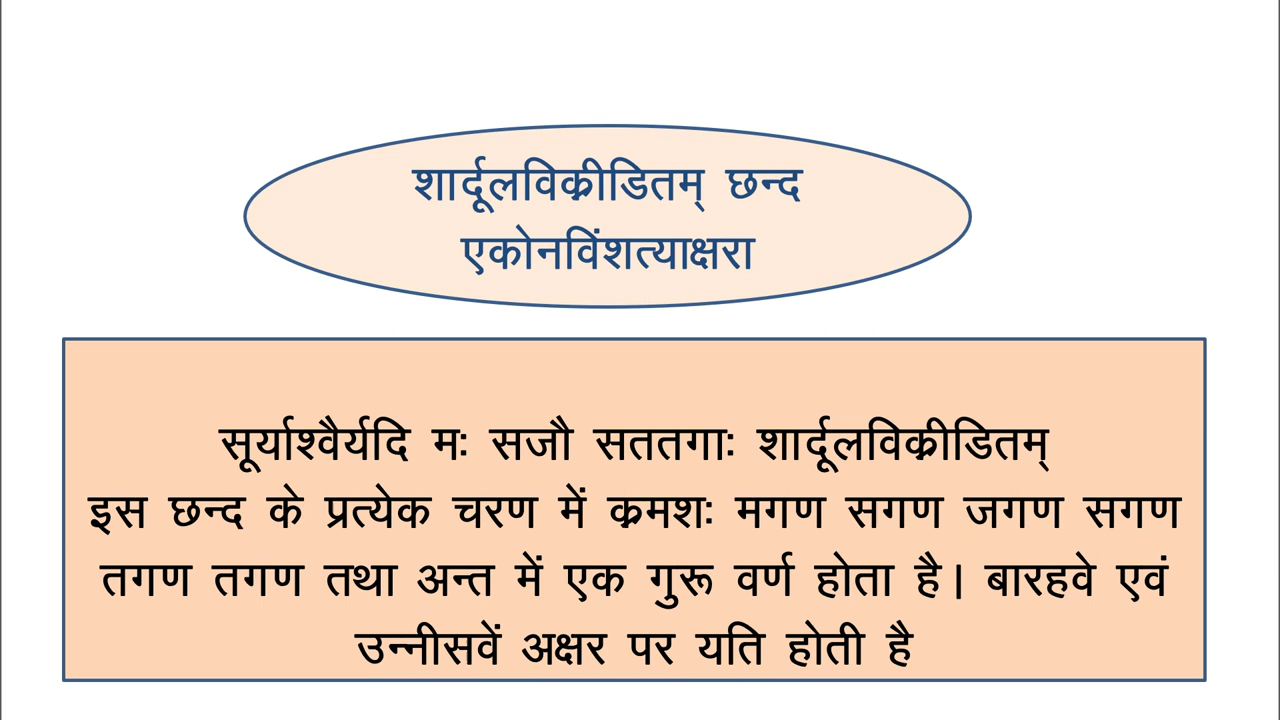 शार्दूलविक्रीडितम् छन्द
एकोनविंशत्याक्षरा
सूर्याश्वैर्यदि मः सजौ सततगाः शार्दूलविक्रीडितम्
इस छन्द के प्रत्येक चरण में क्रमशः मगण सगण जगण सगण
तगण तगण तथा अन्त में एक गुरू वर्ण होता है। बारहवे एवं
उन्नीसवें अक्षर पर यति होती है